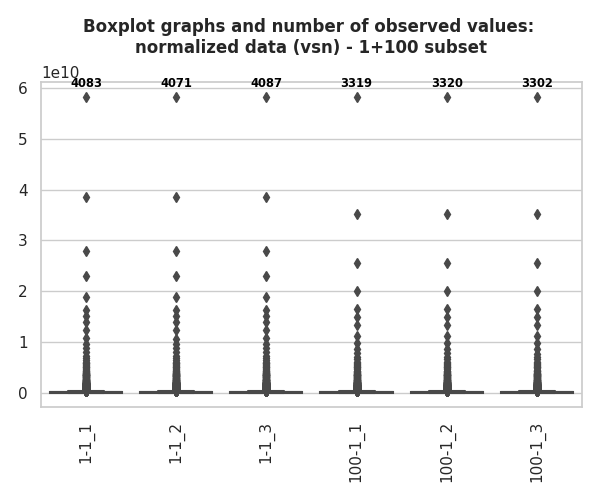 Boxplot graphs and number of observed values:
normalized data (vsn) - 1+100 subset
1e10
4083 4071 4087 3319 3320 3302
6
5
4
3
2
1
0
1-1_1 1-1_2 1-1_3 100-1_1 100-1_2 100-1_3